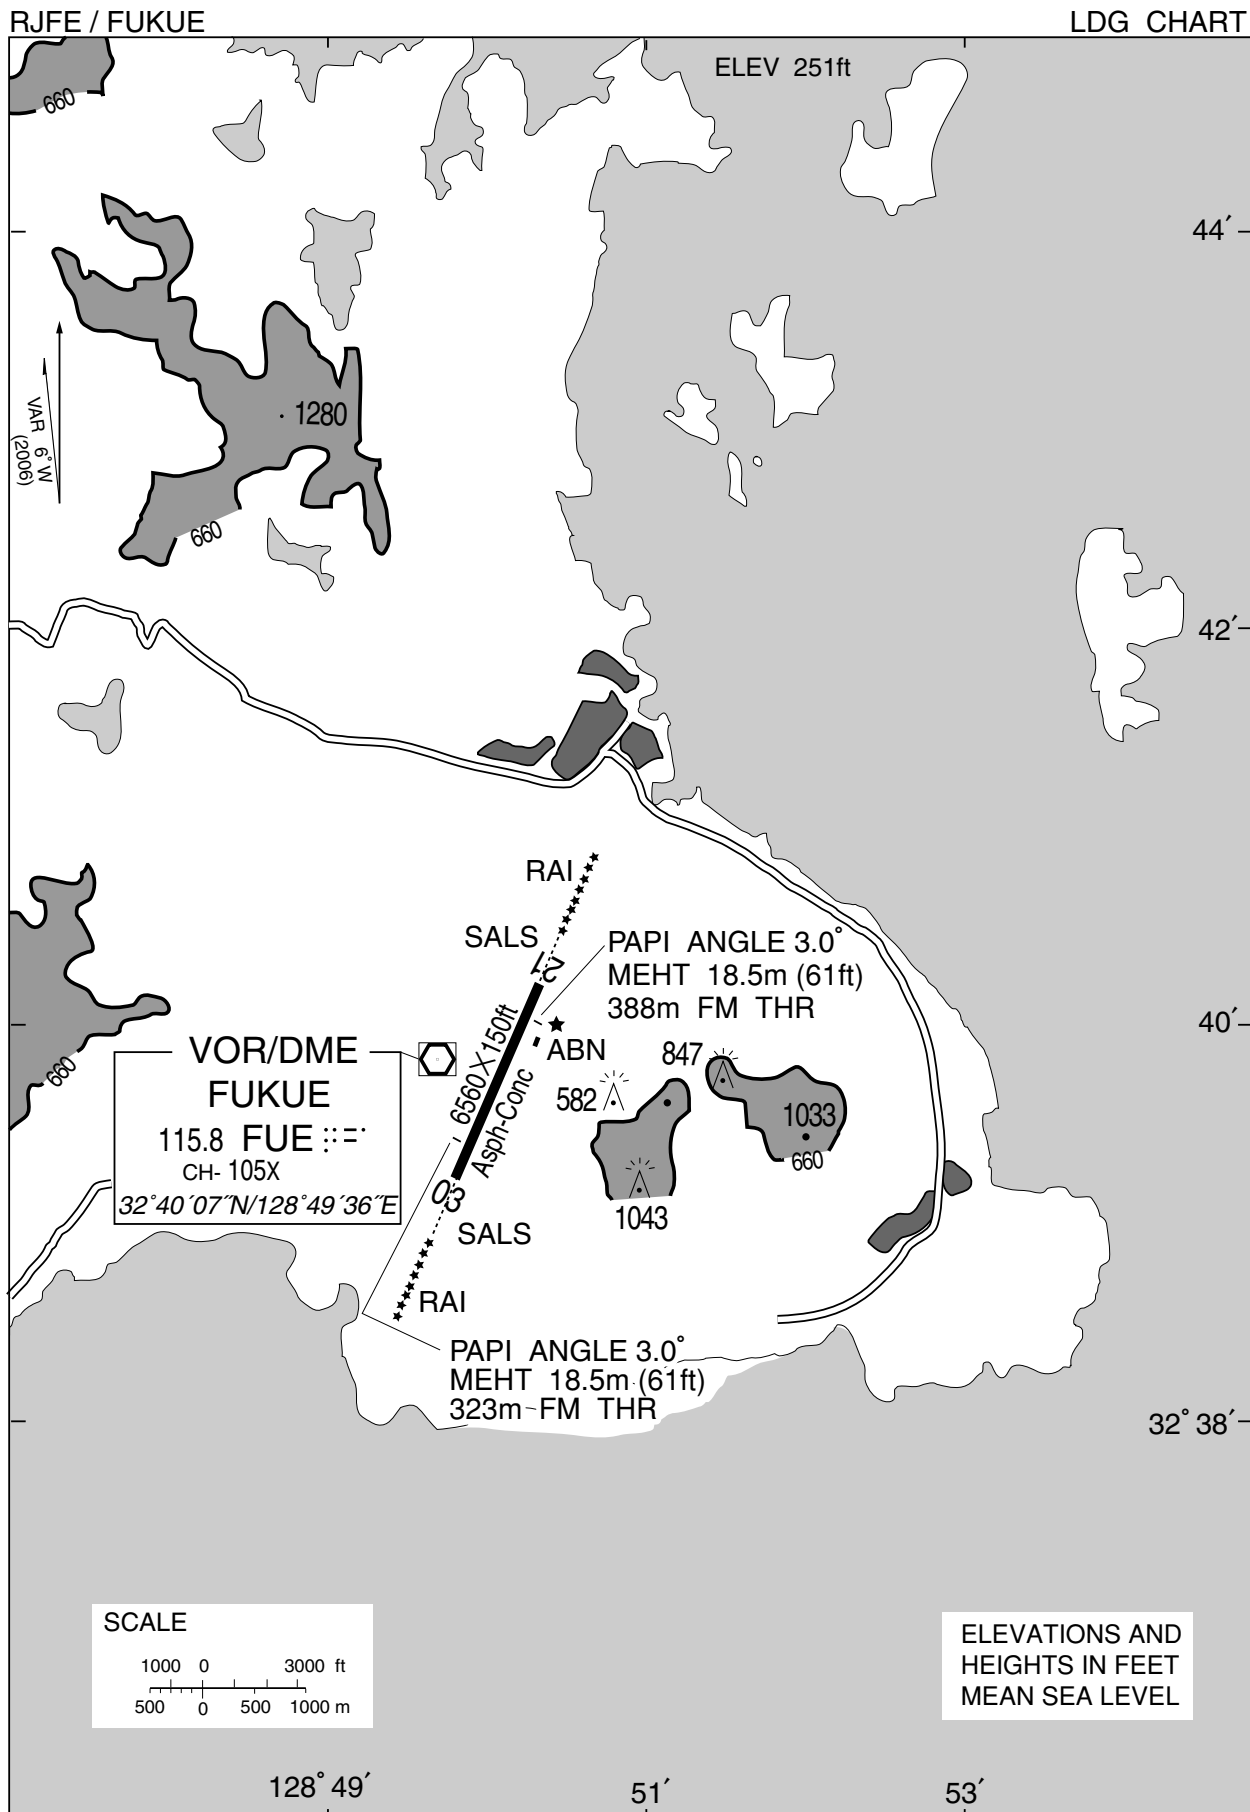 RJFE / FUKUE
LDG CHART
ELEV 251ft
660
44′
VAR 6°W
(2006)
1280
660
42′
RAI
SALS
21
PAPI ANGLE 3.0°
MEHT 18.5m (61ft)
388m FM THR
40′
ABN
6560X150ft
Asph-Conc
VOR/DME
FUKUE
115.8 FUE
CH- 105X
32°40′07″N/128°49′36″E
660
847
582
1033
660
1043
03
SALS
RAI
PAPI ANGLE 3.0°
MEHT 18.5m (61ft)
323m FM THR
32°38′
SCALE
1000 0 3000 ft
500 0 500 1000 m
ELEVATIONS AND
HEIGHTS IN FEET
MEAN SEA LEVEL
128°49′
51′
53′